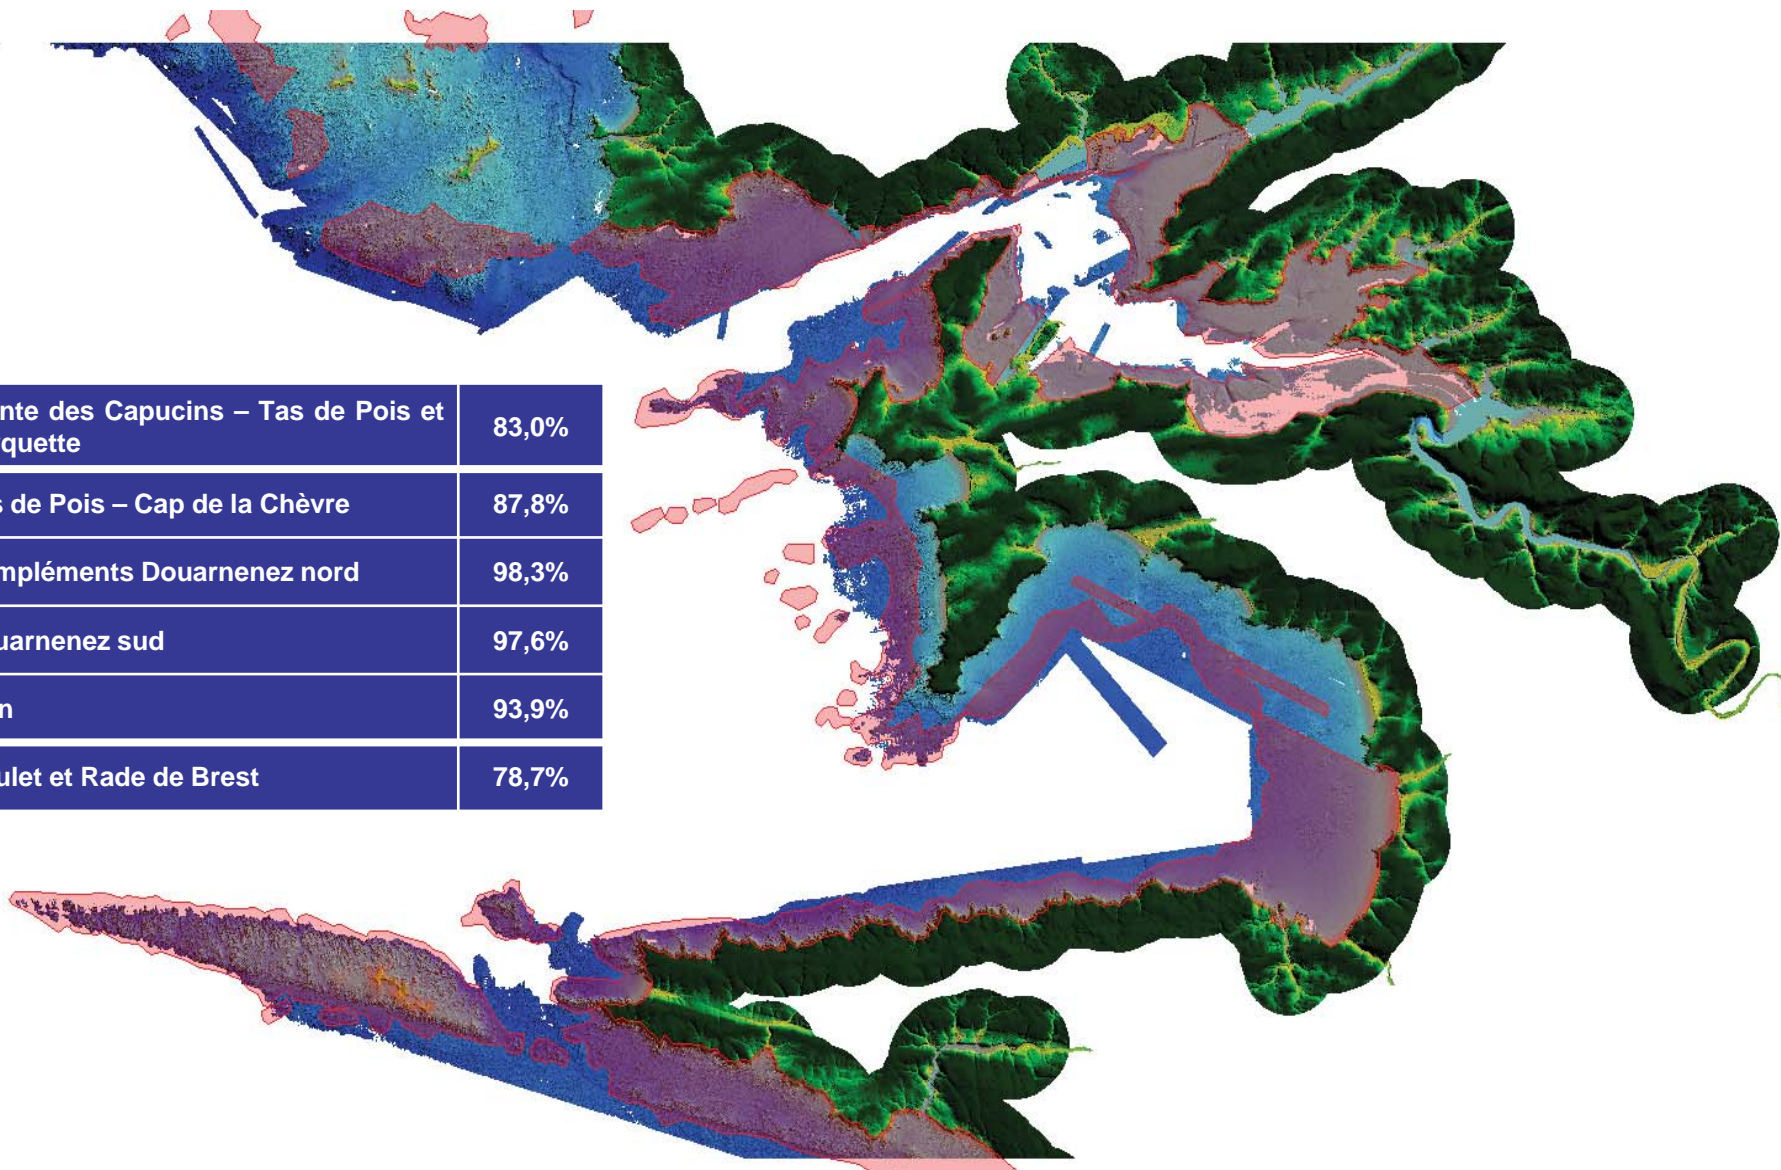 nte des Capucins – Tas de Pois et
quette
s de Pois – Cap de la Chèvre
87,8%
mpléments Douarnenez nord
98,3%
uarnenez sud
97,6%
n
93,9%
ulet et Rade de Brest
78,7%
83,0%